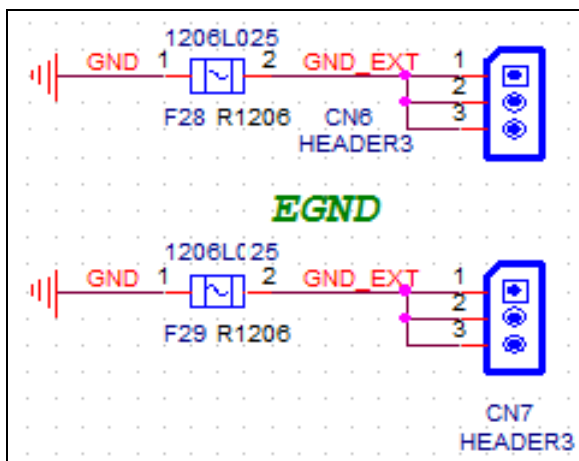 1206L025
GND 1 2 GND_EXT 1
2
3
F28 R1206 CN6
HEADER3
EGND
1206L025
GND 1 2 GND_EXT 1
2
3
F29 R1206
CN7
HEADER3